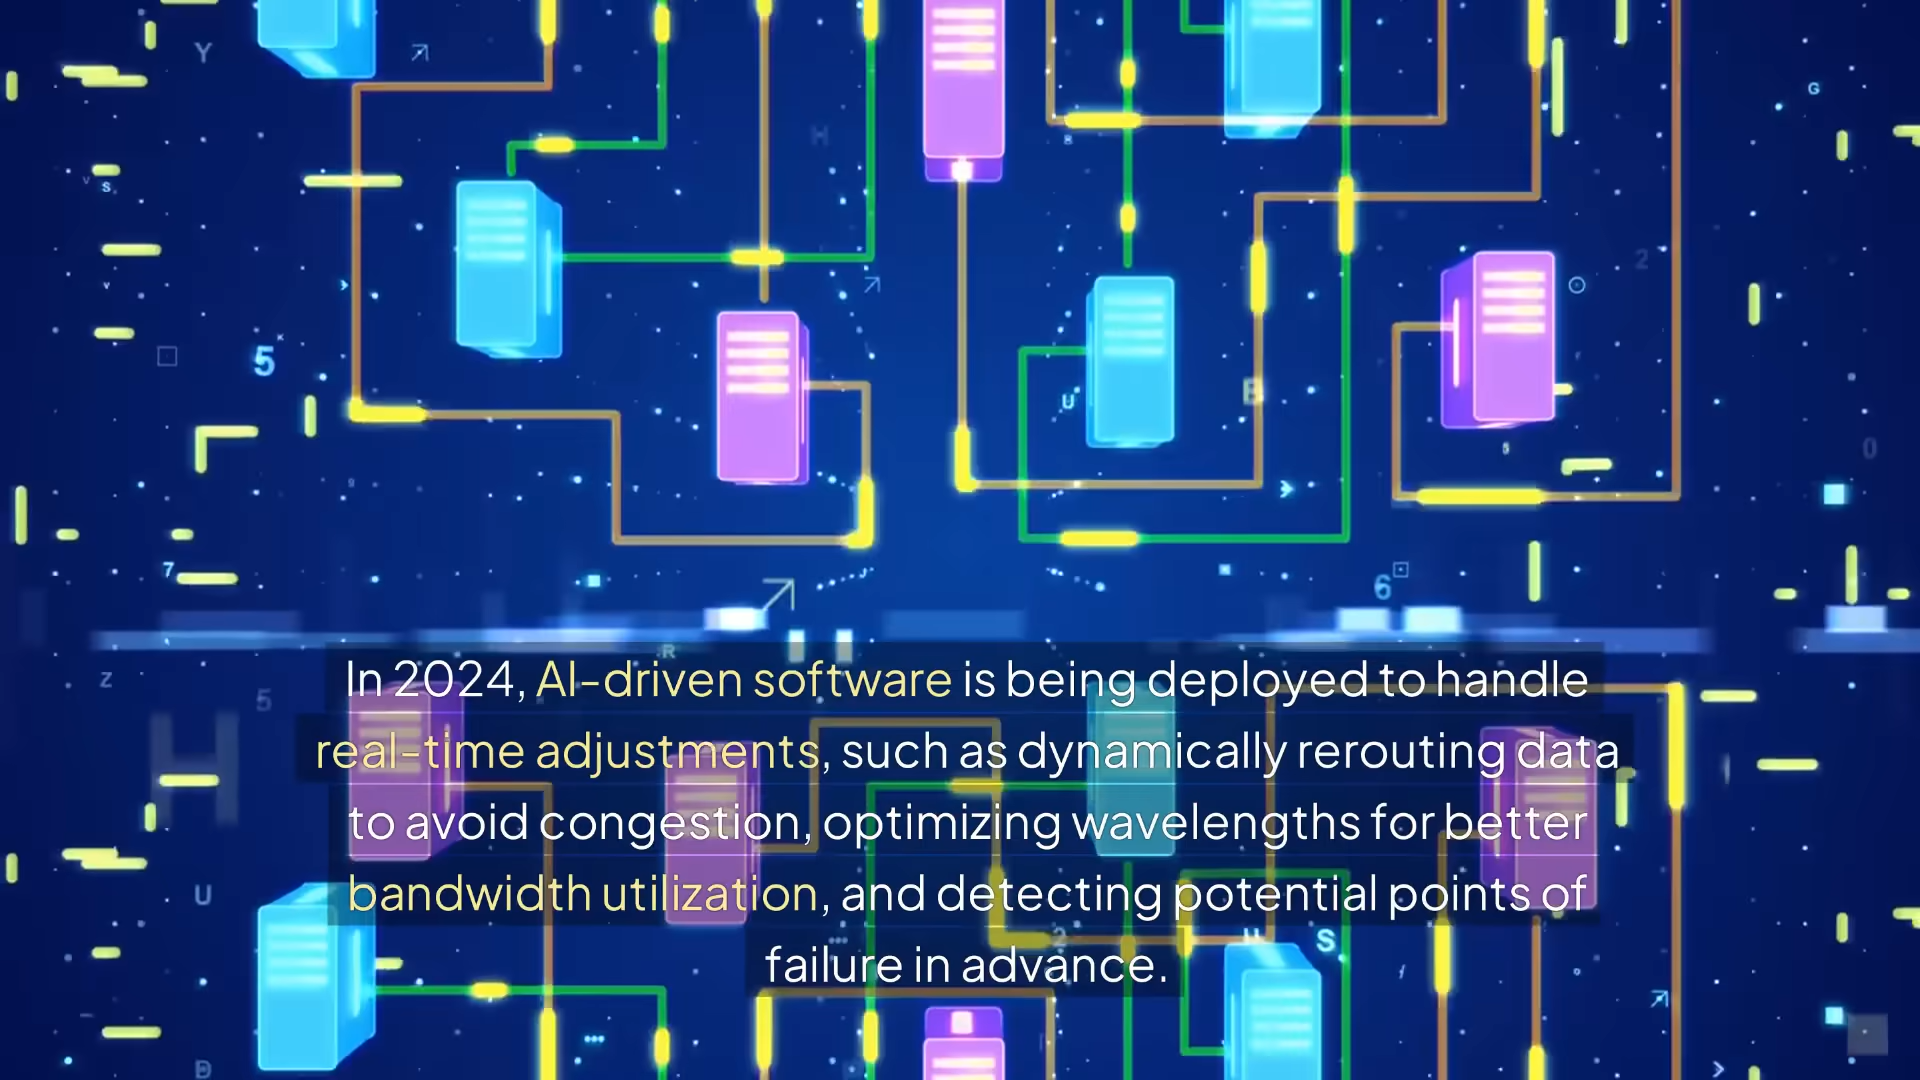 In 2024, AI-driven software is being deployed to handle
real-time adjustments, such as dynamically rerouting data
to avoid congestion, optimizing wavelengths for better
bandwidth utilization, and detecting potential points of
failure in advance.